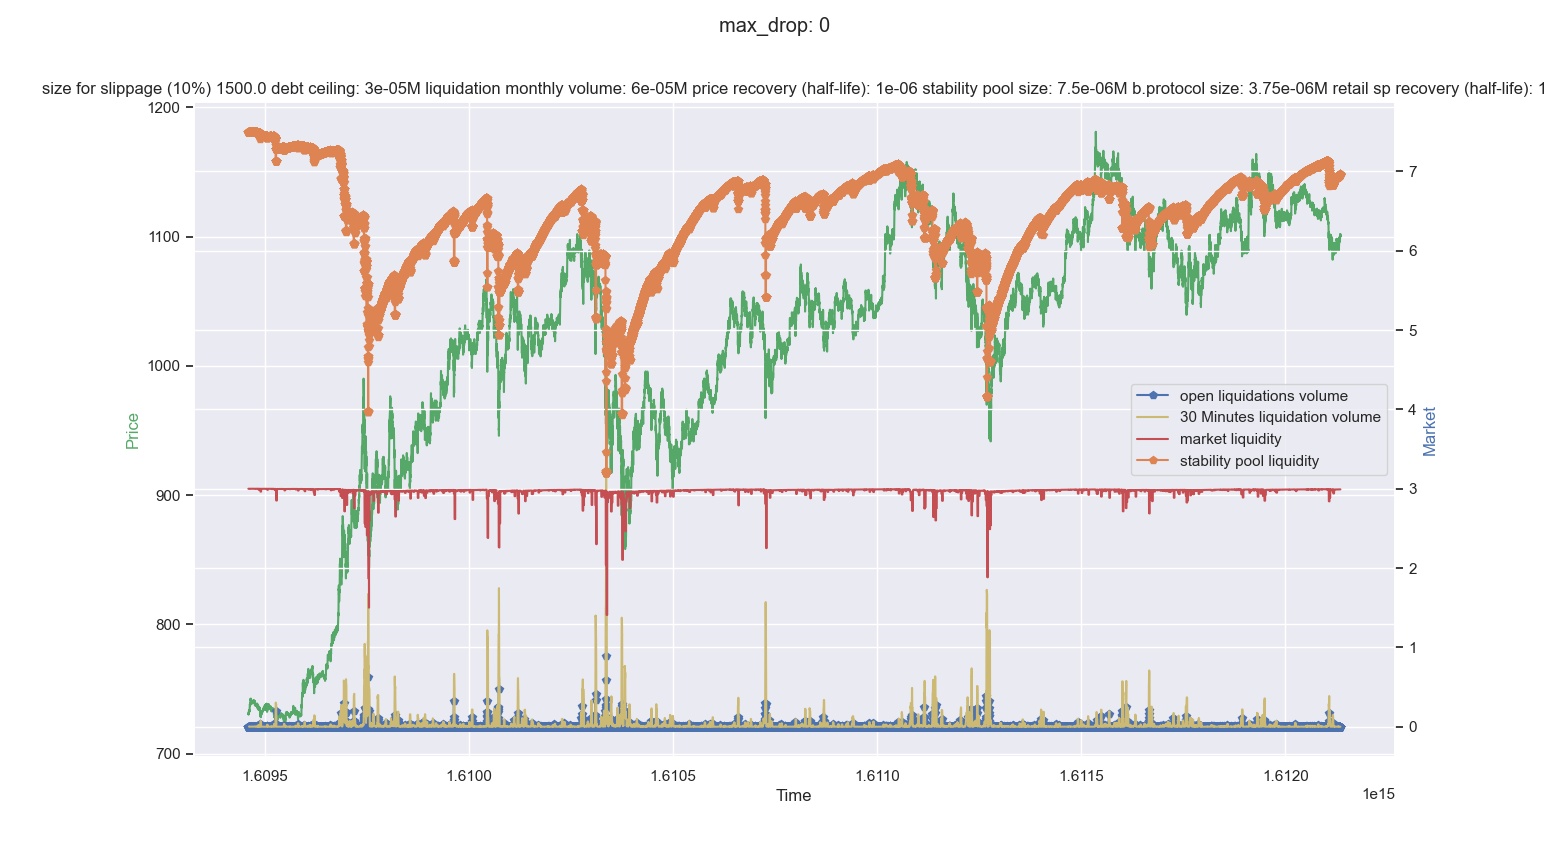 max_drop: 0
size for slippage (10%) 1500.0 debt ceiling: 3e-05M liquidation monthly volume: 6e-05M price recovery (half-life): 1e-06 stability pool size: 7.5e-06M b.protocol size: 3.75e-06M retail sp recovery (half-life): 1
1200
1100
1000
900
800
700
Price
7
6
5
4
3
2
1
0
Market
open liquidations volume
30 Minutes liquidation volume
market liquidity
stability pool liquidity
1.6095
1.6100
1.6105
1.6110
1.6115
1.6120
1e15
Time